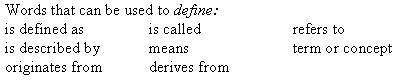 Words that can be used to define:
is defined as is called refers to
is described by means term or concept
originates from derives from